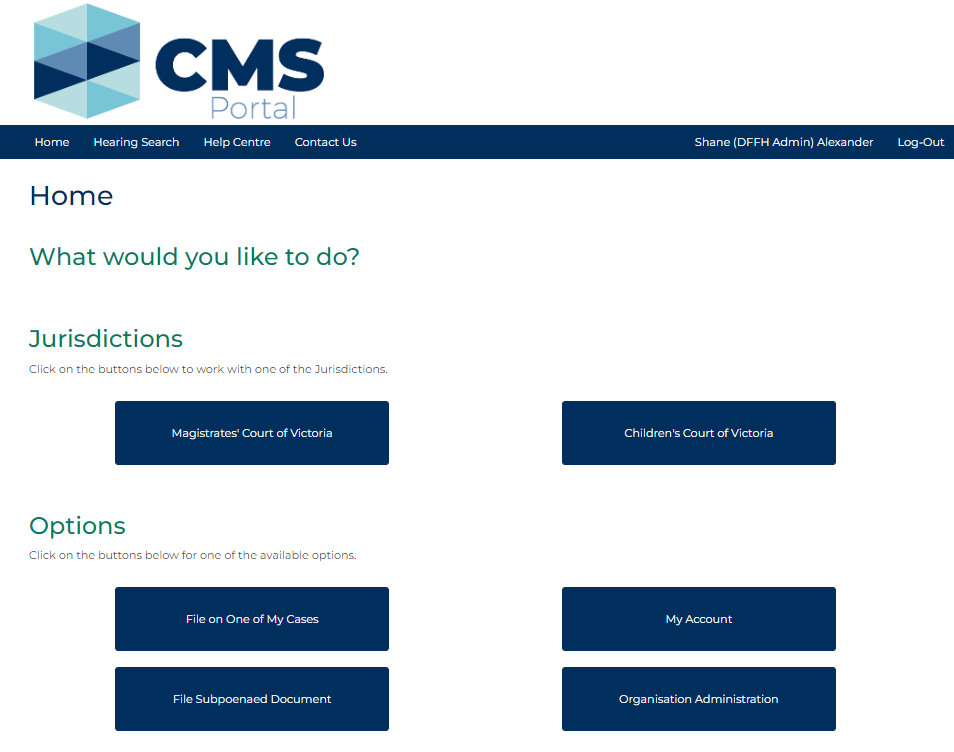 CMS
Portal
Home Hearing Search Help Centre Contact Us Shane (DFFH Admin) Alexander Log-Out
Home
What would you like to do?
Jurisdictions
Click on the buttons below to work with one of the Jurisdictions.
Magistrates' Court of Victoria Children's Court of Victoria
Options
Click on the buttons below for one of the available options.
File on One of My Cases My Account
File Subpoenaed Document Organisation Administration